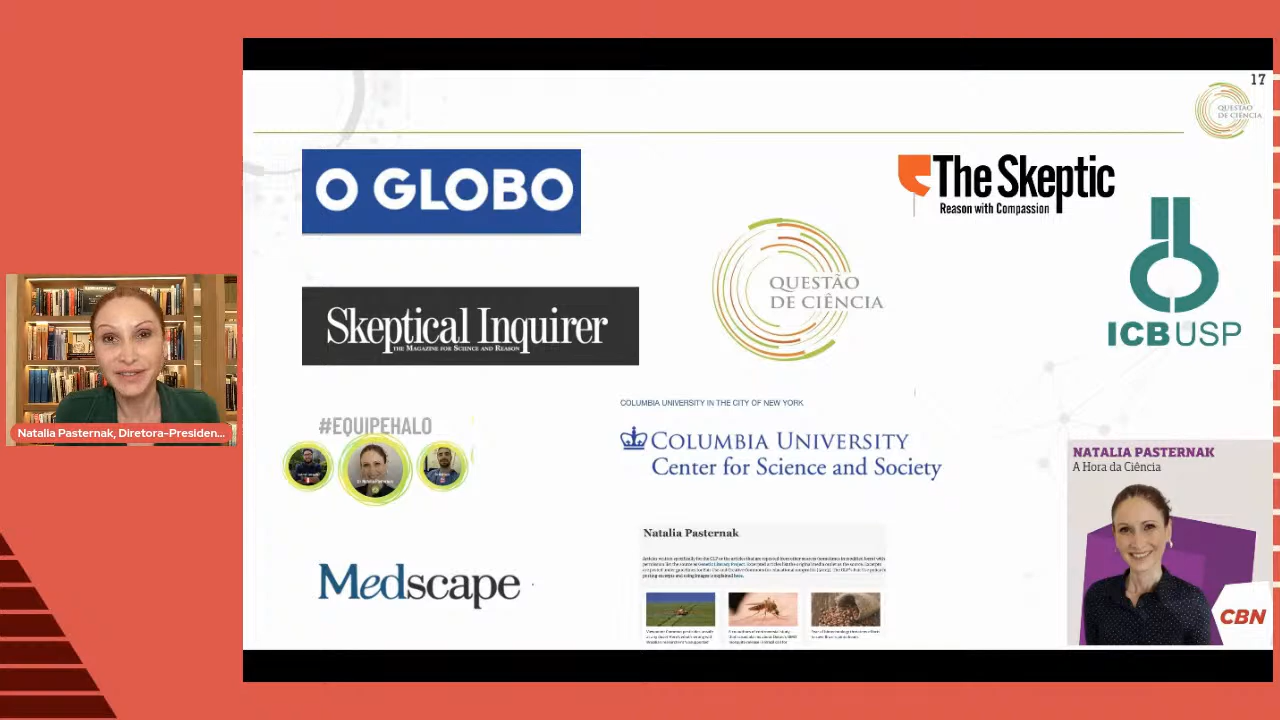 17
QUESTÃO
DE CIÊNCIA
O GLOBO
The Skeptic
Reason with Compassion
QUESTÃO
DE CIÊNCIA
ICB USP
Skeptical Inquirer
THE MAGAZINE FOR SCIENCE AND REASON
Natalia Pasternak, Diretora-Presiden...
#EQUIPEHALO
COLUMBIA UNIVERSITY IN THE CITY OF NEW YORK
COLUMBIA UNIVERSITY
Center for Science and Society
NATALIA PASTERNAK
A Hora da Ciência
CBN
Natalia Pasternak
Medscape